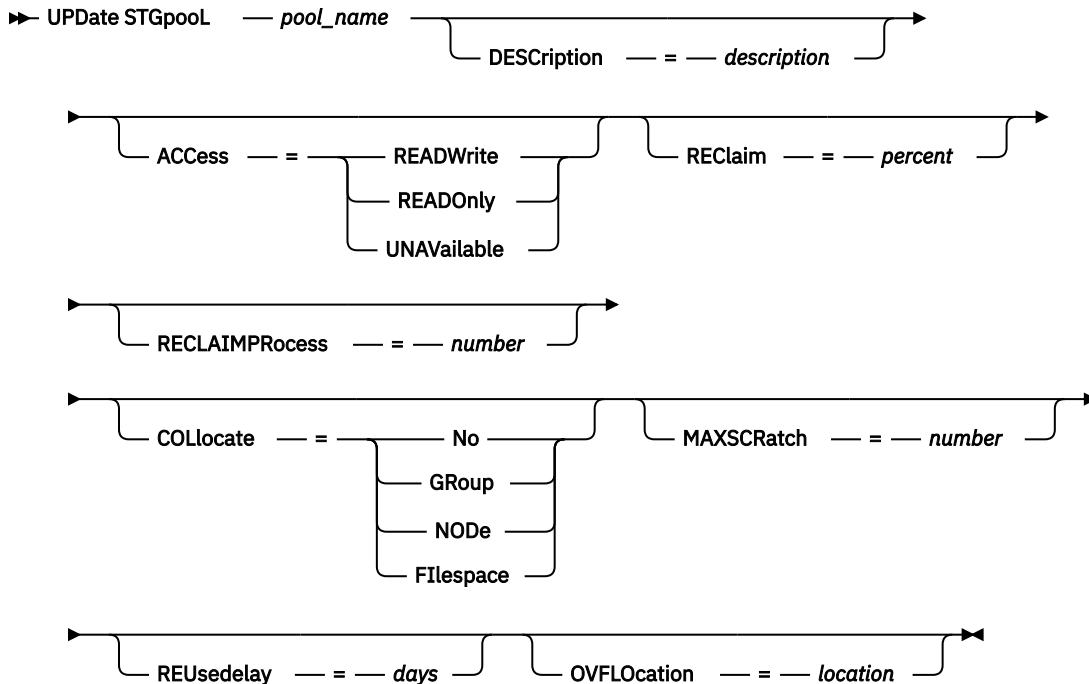 UPDate STGpooL — pool_name
DESCription — = — description
ACCess — = READWrite
READOnly
UNAVailable
REClaim — = — percent
RECLAIMPRocess — = — number
COLlocate — = No
GRoup
NODe
FIlespace
MAXSCRatch — = — number
REUsedelay — = — days
OVFLOcation — = — location